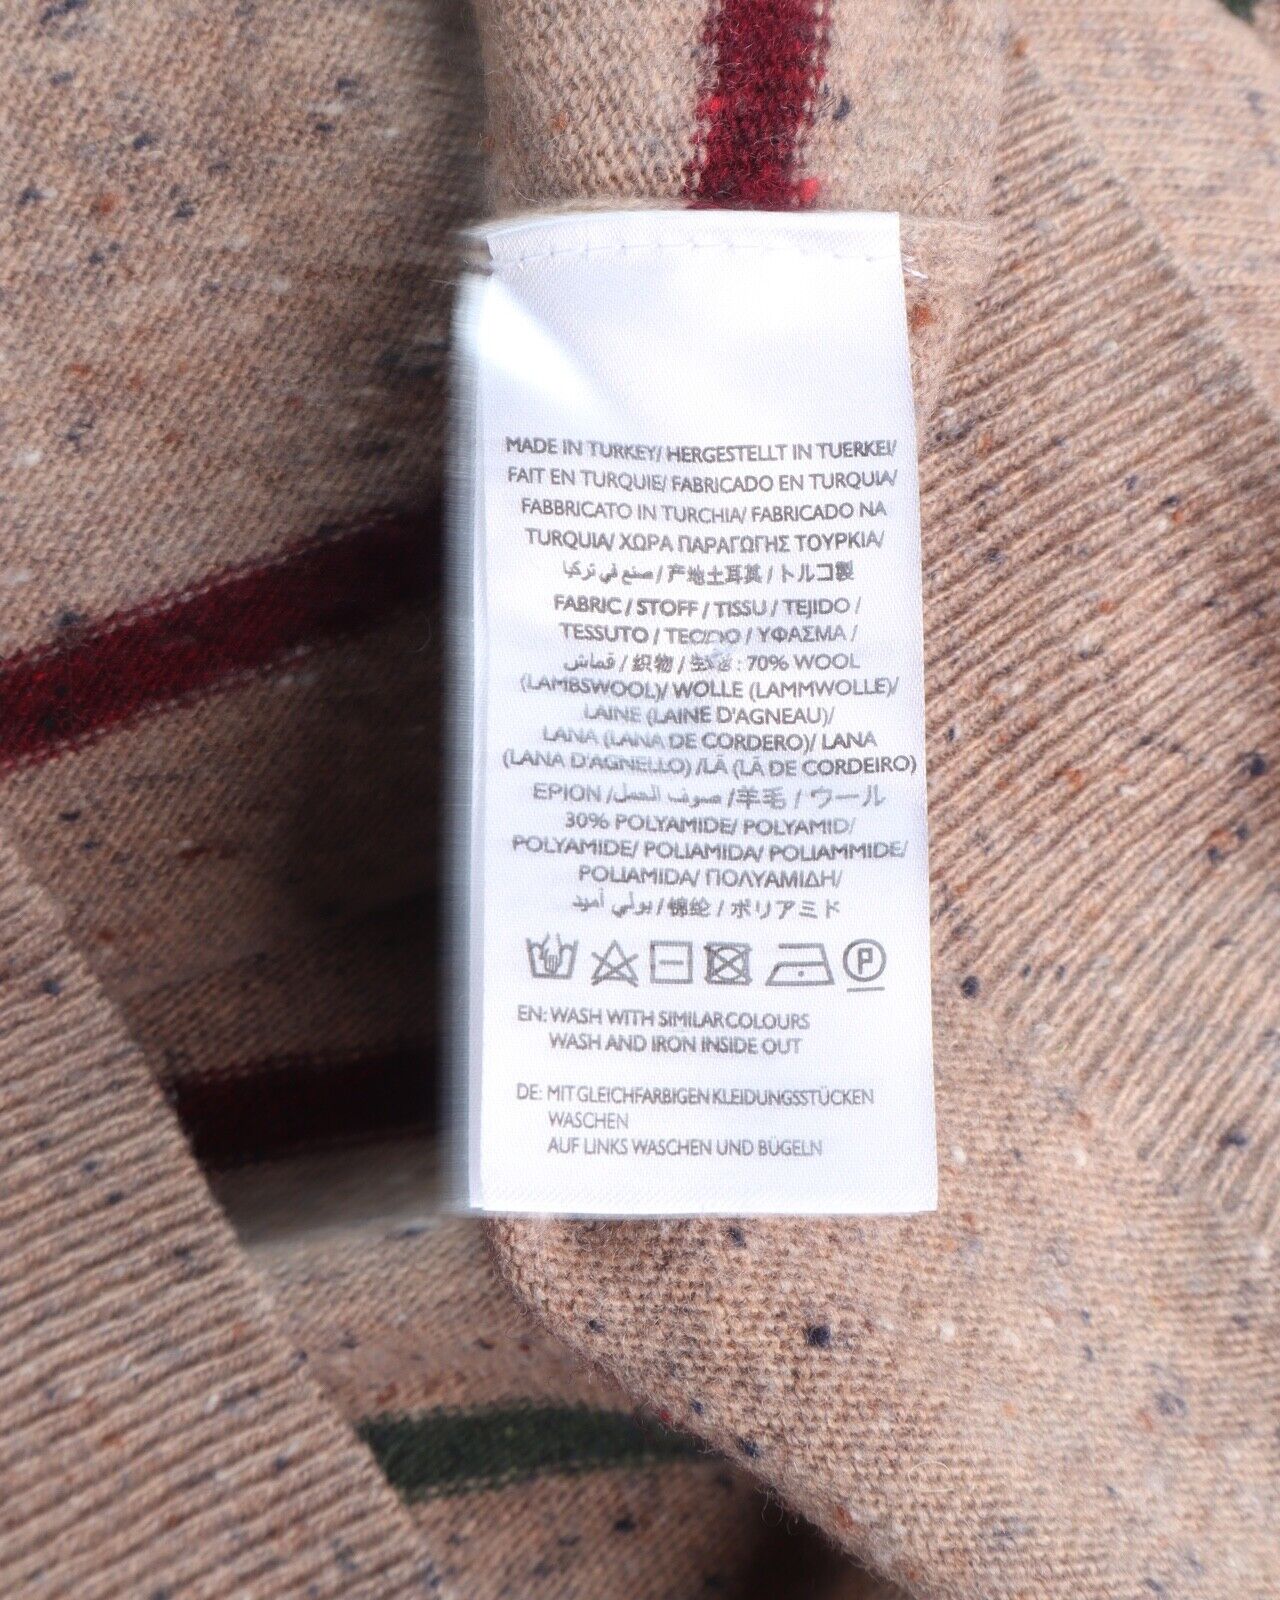 MADE IN TURKEY/ HERGESTELLT IN TUERKEI/
FAIT EN TURQUIE/ FABRICADO EN TURQUIA/
FABBRICATO IN TURCHIA/ FABRICADO NA
TURQUIA/ ΧΩΡΑ ΠΑΡΑΓΩΓΗΣ ΤΟΥΡΚΙΑ/
صنع في تركيا / 产地土耳其 / トルコ製
FABRIC / STOFF / TISSU / TEJIDO /
TESSUTO / TECIDO / ΥΦΑΣΜΑ /
قماش / 织物 / : 70% WOOL
(LAMBSWOOL)/ WOLLE (LAMMWOLLE)/
LAINE (LAINE D'AGNEAU)/
LANA (LANA DE CORDERO)/ LANA
(LANA D'AGNELLO) /LÃ (LÃ DE CORDEIRO)
ΕΡΙΟΝ /صوف الحمل /羊毛 / ウール
30% POLYAMIDE/ POLYAMID/
POLYAMIDE/ POLIAMIDA/ POLIAMMIDE/
POLIAMIDA/ ΠΟΛΥΑΜΙΔΗ/
بولي أميد / 锦纶 / ポリアミド
P
EN: WASH WITH SIMILAR COLOURS
WASH AND IRON INSIDE OUT
DE: MIT GLEICHFARBIGEN KLEIDUNGSSTÜCKEN
WASCHEN
AUF LINKS WASCHEN UND BÜGELN